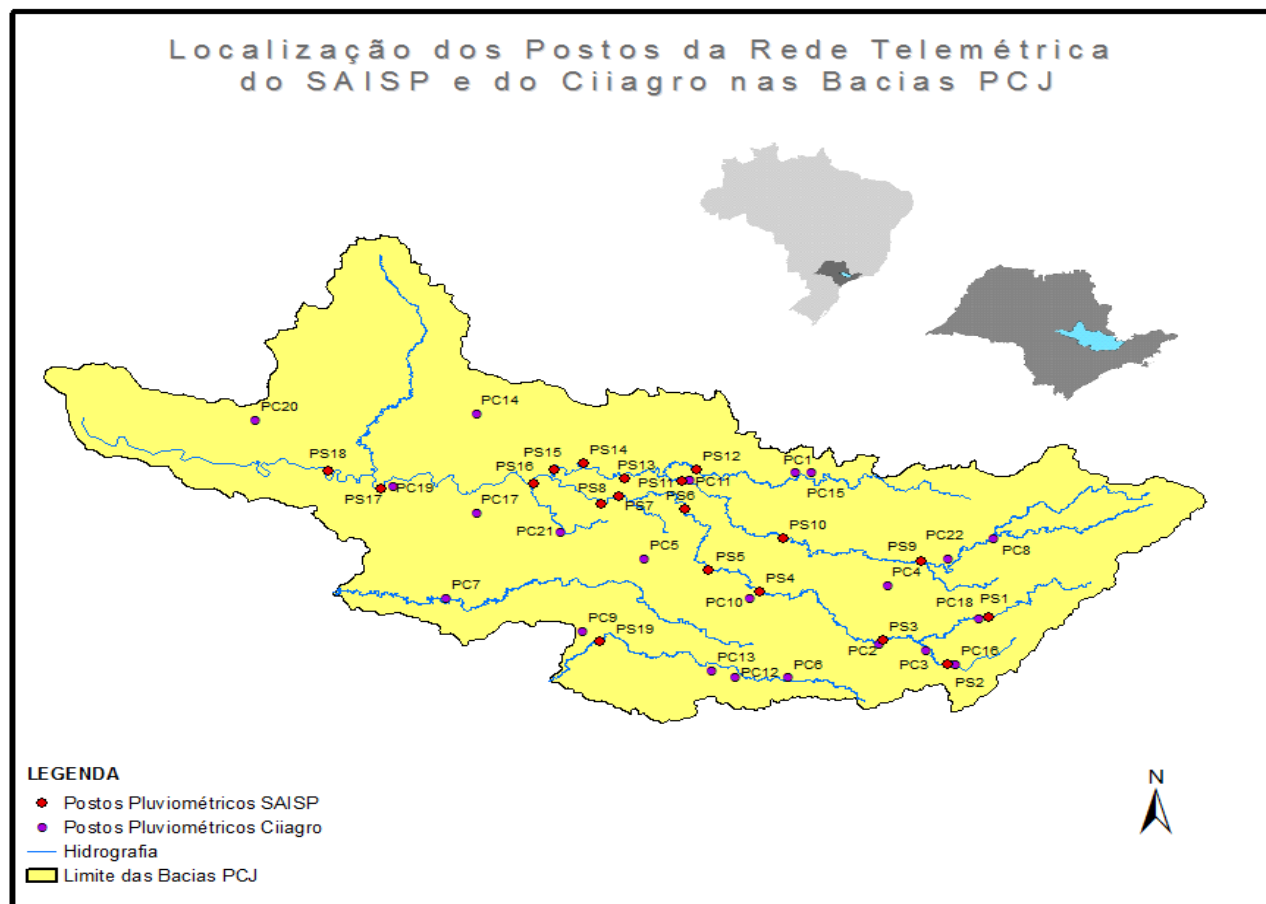 Localização dos Postos da Rede Telemétrica
do SAISP e do Ciiagro nas Bacias PCJ
PC20
PC14
PS18
PS15
PS14
PS12
PC1
PS16
PS13
PS11
PC11
PC15
PS17
PC19
PC17
PS8
PS7
PS6
PC21
PS10
PC5
PS9
PC22
PC8
PS5
PC4
PS4
PC7
PC10
PC18
PS1
PC9
PS19
PS3
PC2
PC3
PC16
PS2
PC13
PC12
PC6
LEGENDA
Postos Pluviométricos SAISP
Postos Pluviométricos Ciiagro
Hidrografia
Limite das Bacias PCJ
N